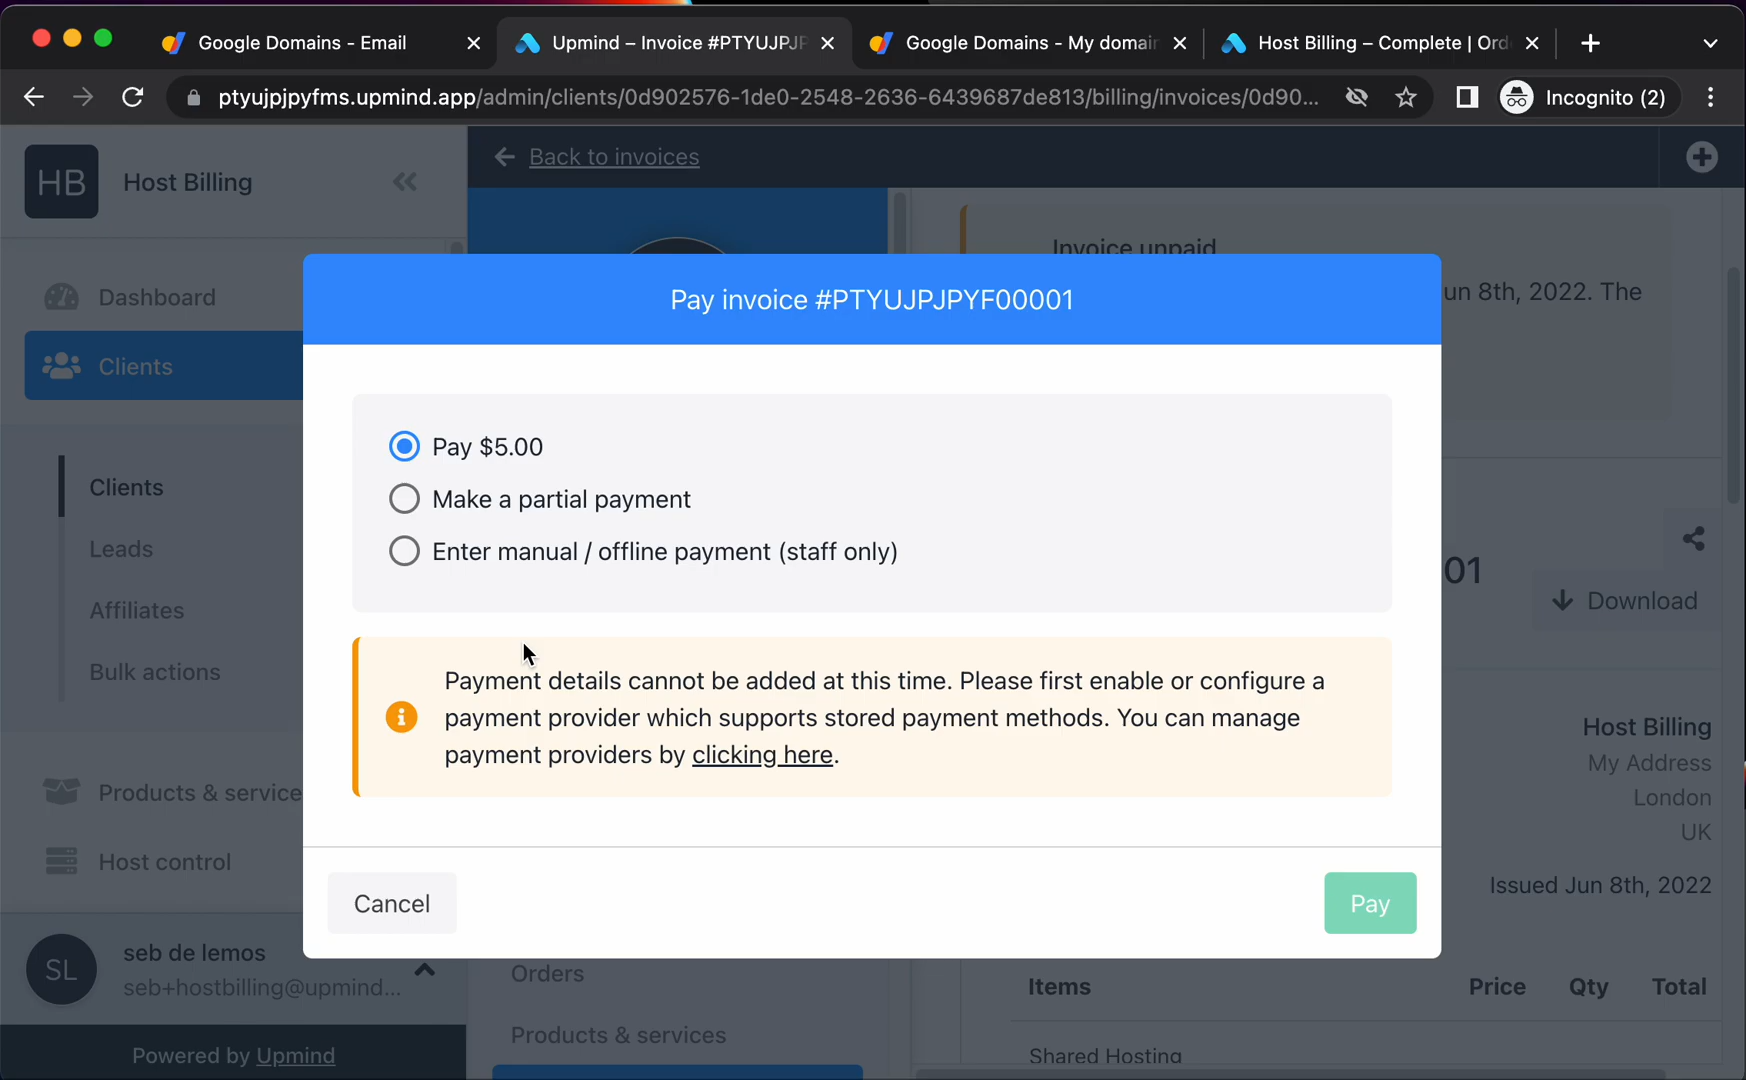 Google Domains - Email
Upmind – Invoice #PTYUJPJF
Google Domains - My domain
Host Billing – Complete | Ord
ptyujpjpyfms.upmind.app/admin/clients/0d902576-1de0-2548-2636-6439687de813/billing/invoices/0d90...
Incognito (2)
HB
Host Billing
Back to invoices
Invoice unpaid
un 8th, 2022. The
Dashboard
Clients
Clients
Leads
Affiliates
Bulk actions
Products & service
Host control
Pay invoice #PTYUJPJPYF00001
Pay $5.00
Make a partial payment
Enter manual / offline payment (staff only)
Payment details cannot be added at this time. Please first enable or configure a
payment provider which supports stored payment methods. You can manage
payment providers by clicking here.
Cancel
Pay
01
Download
Host Billing
My Address
London
UK
Issued Jun 8th, 2022
SL
seb de lemos
seb+hostbilling@upmind...
Powered by Upmind
Orders
Products & services
Items
Price
Qty
Total
Shared Hosting